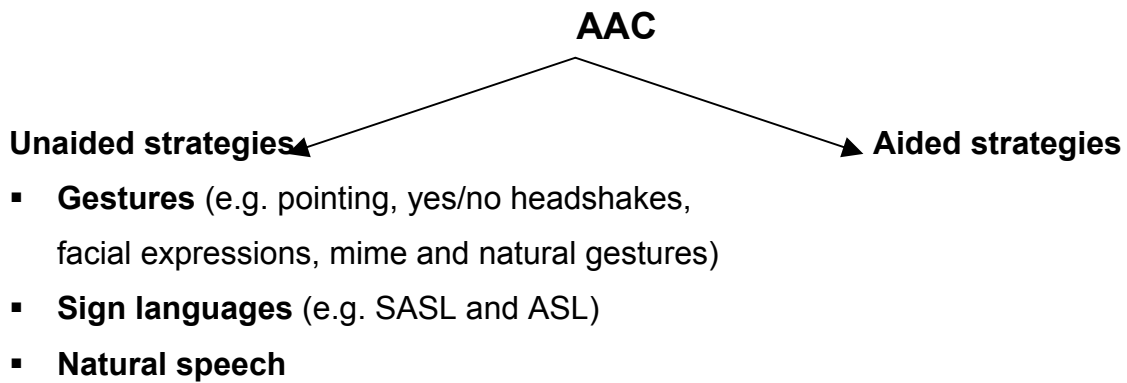 AAC
Unaided strategies Aided strategies
▪ Gestures (e.g. pointing, yes/no headshakes,
facial expressions, mime and natural gestures)
▪ Sign languages (e.g. SASL and ASL)
▪ Natural speech